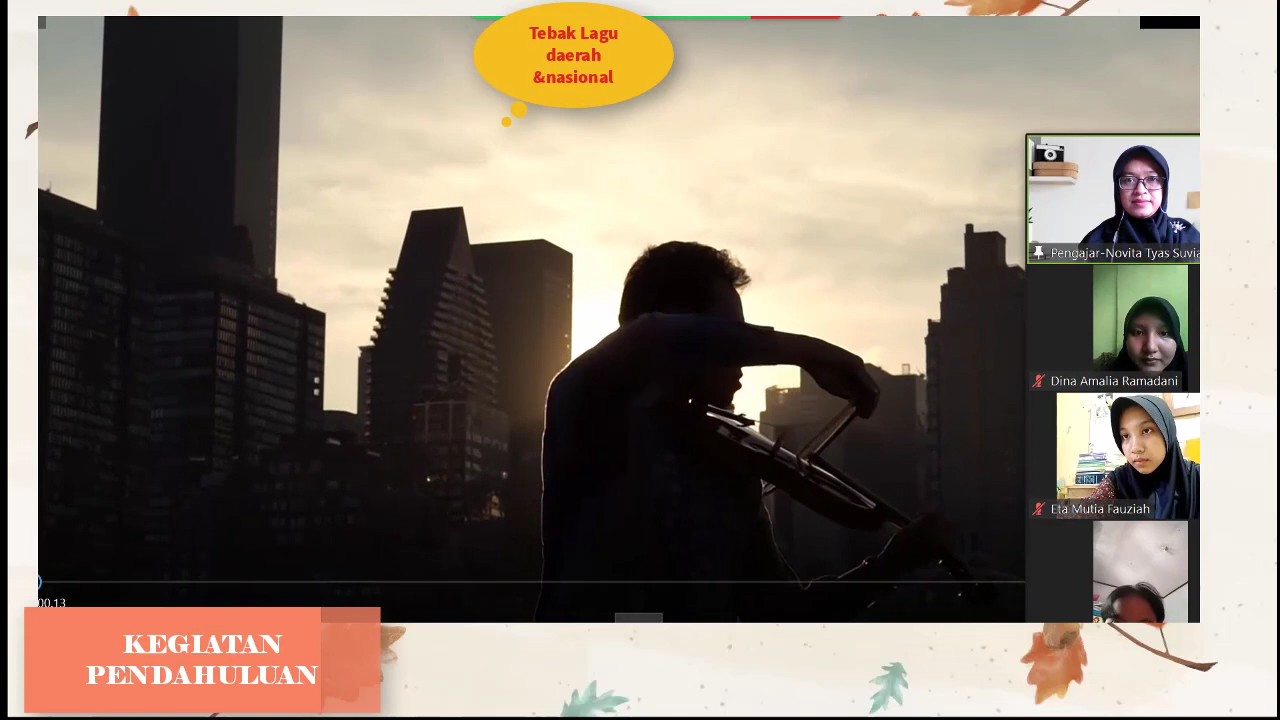 Tebak Lagu
daerah
&nasional
Pengajar-Novita Tyas Suvia
Dina Amalia Ramadani
Eta Mutia Fauziah
00.13
KEGIATAN
PENDAHULUAN